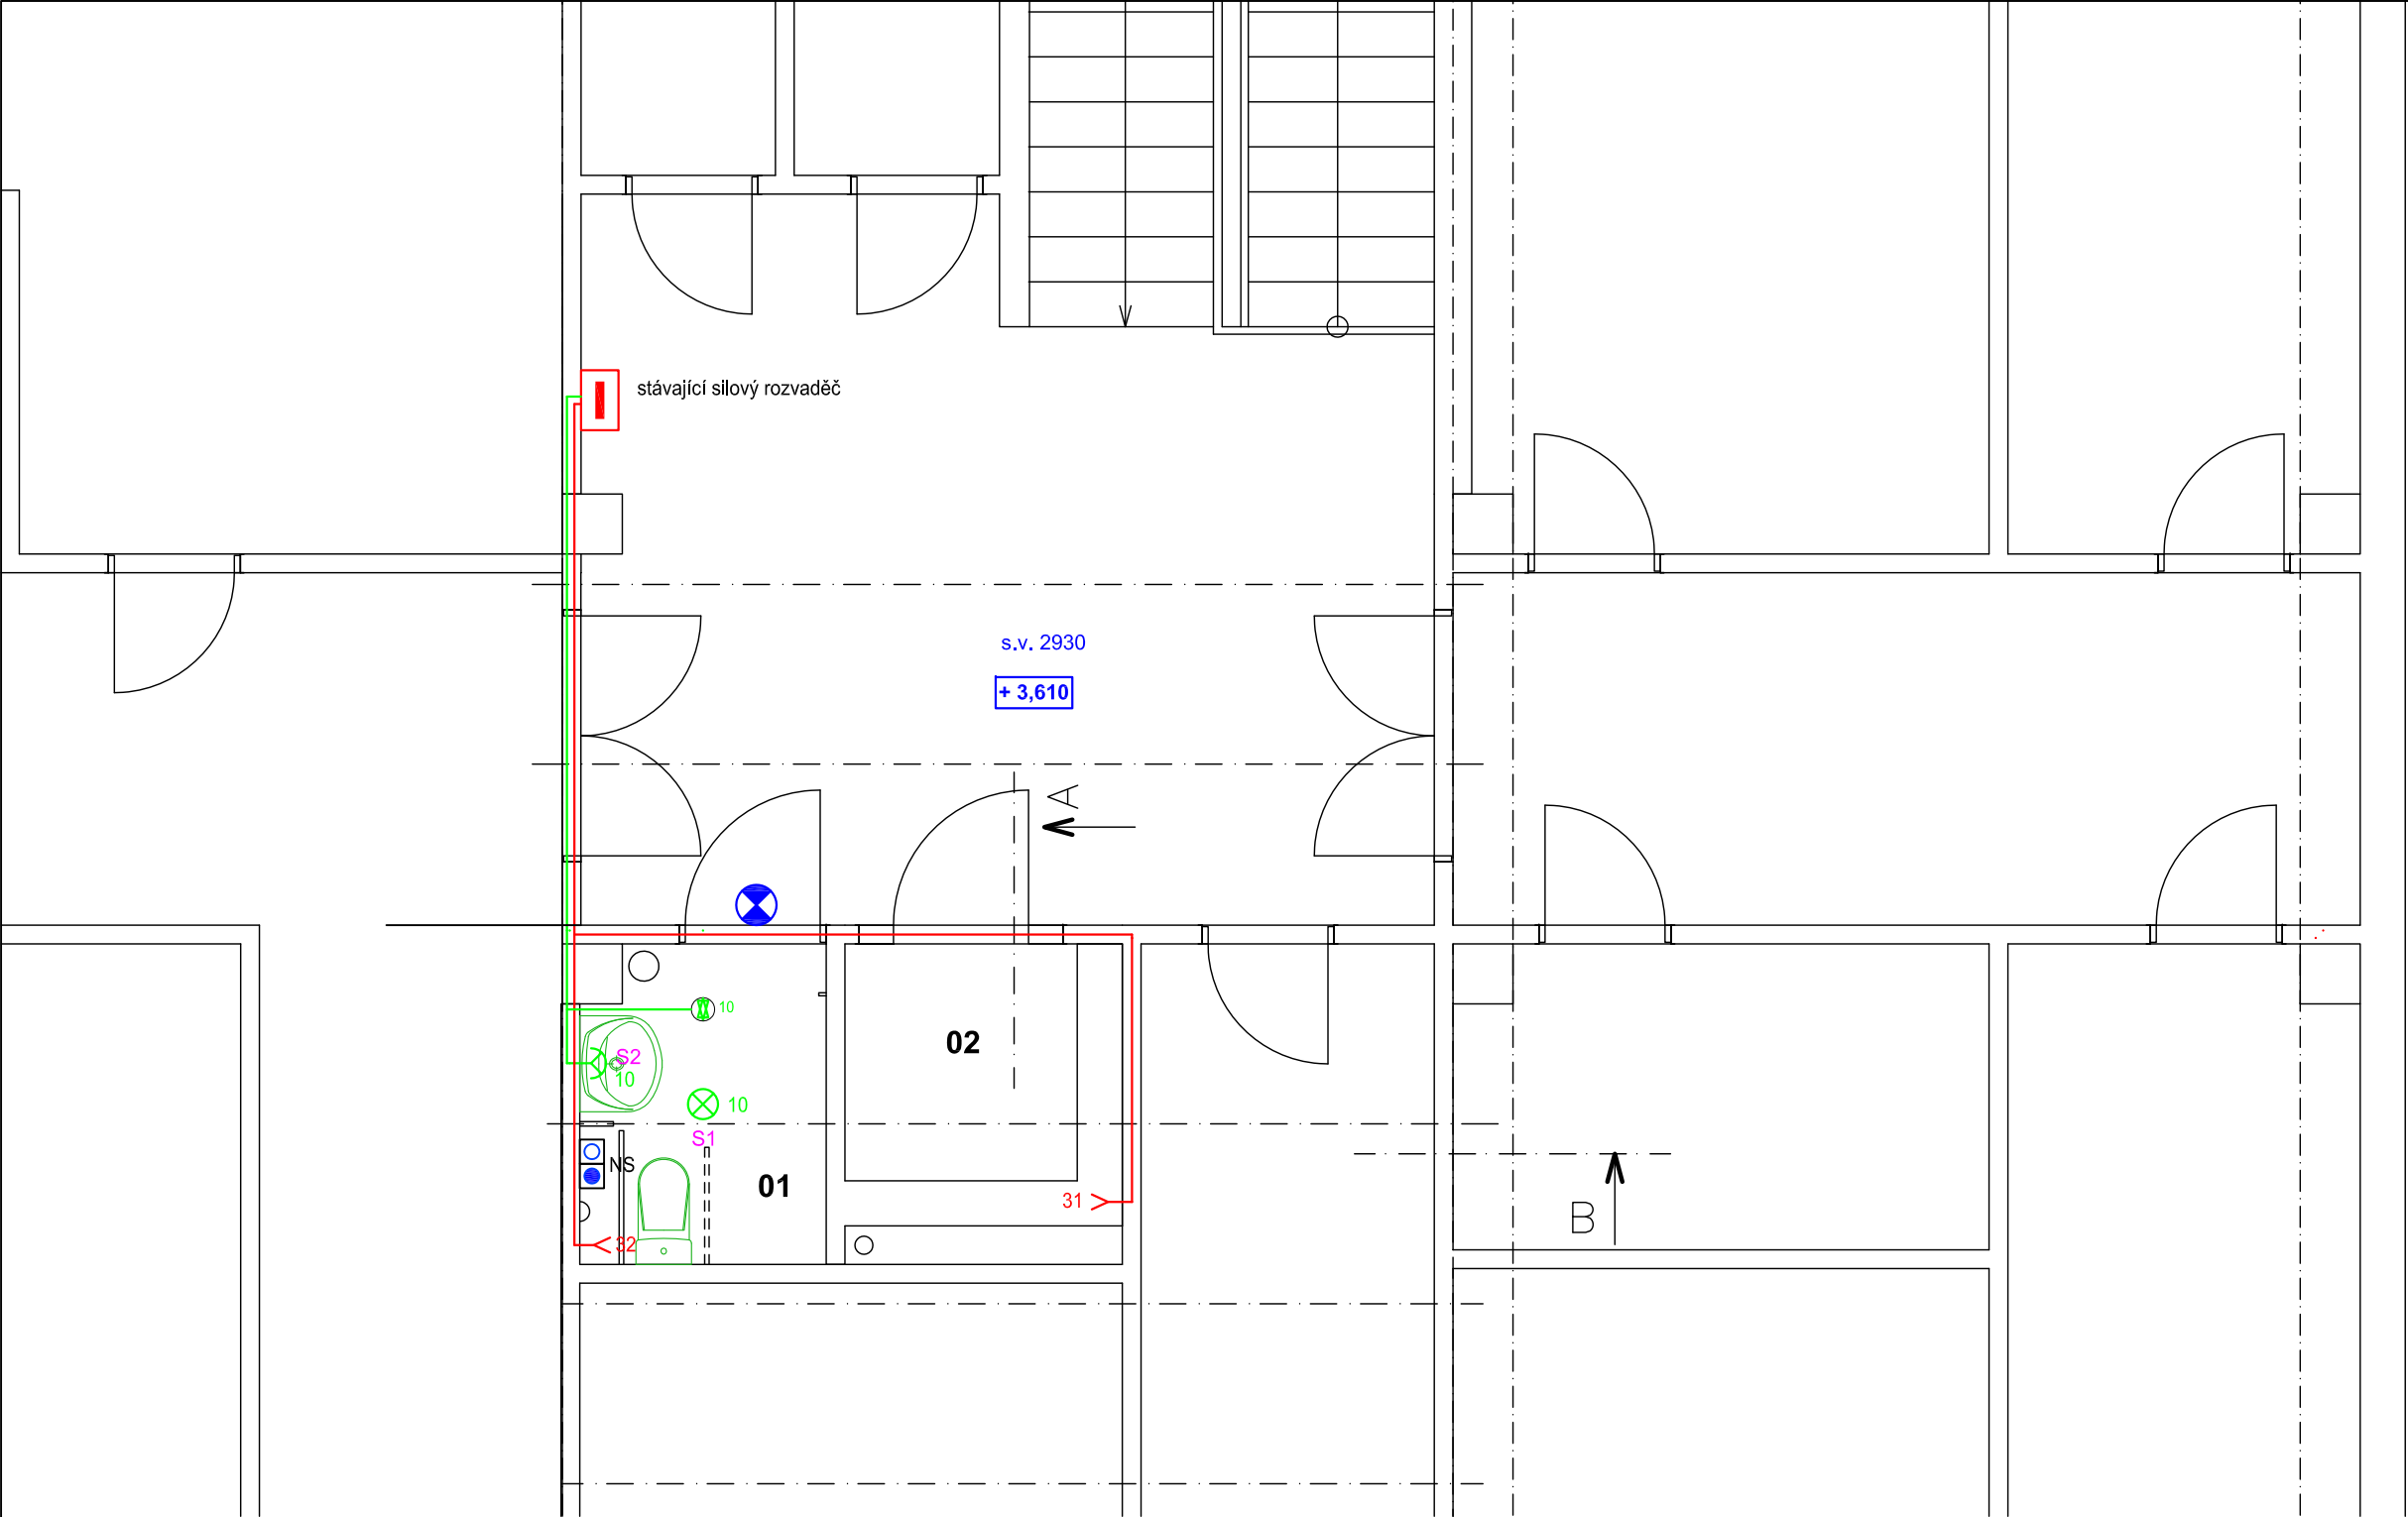 stávající silový rozvaděč
s.v. 2930
+ 3,610
A
10
02
S2
10
10
S1
NS
01
31
B
32